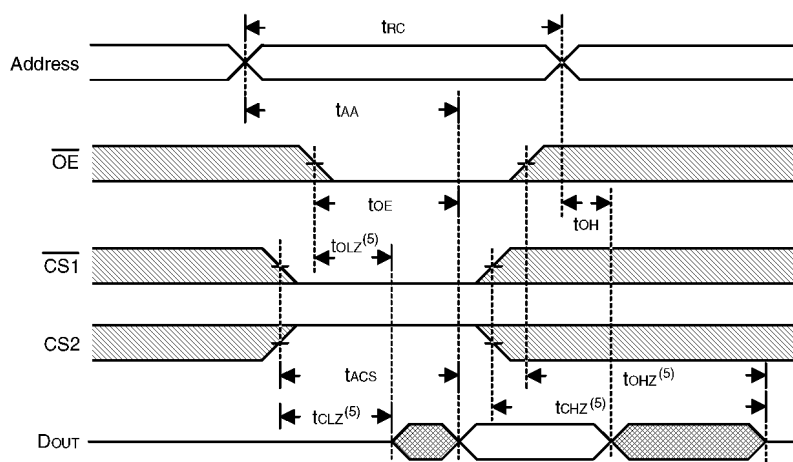 tRC
Address
tAA
OE
tOE
tOH
tOLZ(5)
CS1
CS2
tACS
tOHZ(5)
tCLZ(5)
tCHZ(5)
DOUT